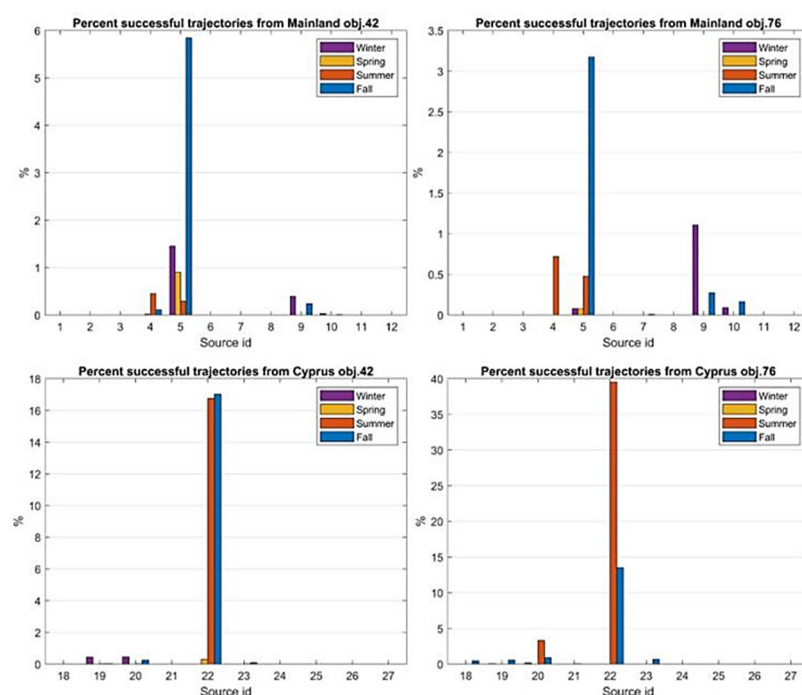 Percent successful trajectories from Mainland obj.42
6
5
4
3
2
1
0
%
Winter
Spring
Summer
Fall
1 2 3 4 5 6 7 8 9 10 11 12
Source id
Percent successful trajectories from Mainland obj.76
3.5
3
2.5
2
1.5
1
0.5
0
%
Winter
Spring
Summer
Fall
1 2 3 4 5 6 7 8 9 10 11 12
Source id
Percent successful trajectories from Cyprus obj.42
18
16
14
12
10
8
6
4
2
0
%
Winter
Spring
Summer
Fall
18 19 20 21 22 23 24 25 26 27
Source id
Percent successful trajectories from Cyprus obj.76
40
35
30
25
20
15
10
5
0
%
Winter
Spring
Summer
Fall
18 19 20 21 22 23 24 25 26 27
Source id